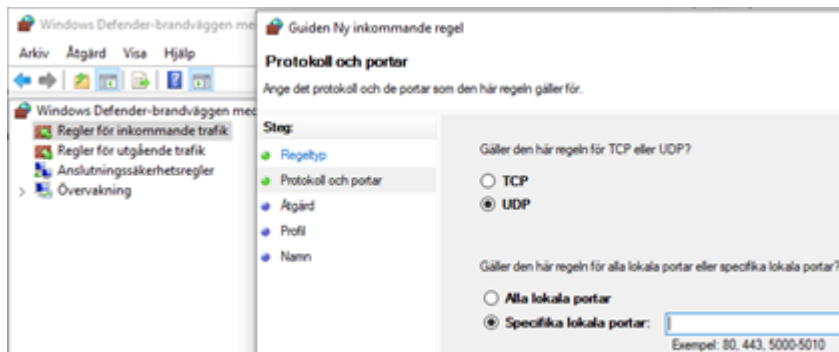 Windows Defender-brandväggen me
Arkiv Åtgärd Visa Hjälp
Windows Defender-brandväggen med
Regler för inkommande trafik
Regler för utgående trafik
Anslutningssäkerhetsregler
Övervakning
Guiden Ny inkommande regel
Protokoll och portar
Ange det protokoll och de portar som den här regeln gäller för.
Steg:
Regeltyp
Protokoll och portar
Åtgärd
Profil
Namn
Gäller den här regeln för TCP eller UDP?
TCP
UDP
Gäller den här regeln för alla lokala portar eller specifika lokala portar?
Alla lokala portar
Specifika lokala portar:
Exempel: 80, 443, 5000-5010